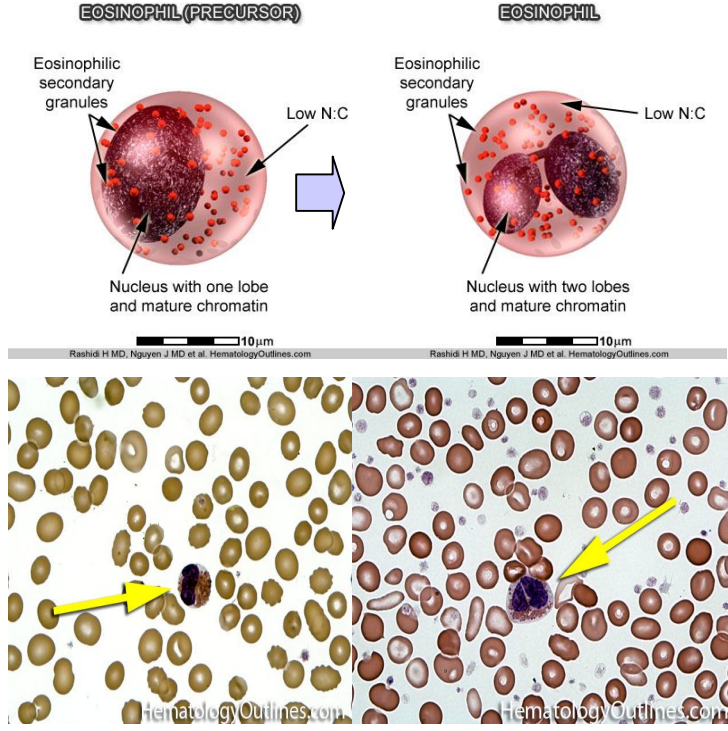 EOSINOPHIL (PRECURSOR)
Eosinophilic
secondary
granules
Low N:C
Nucleus with one lobe
and mature chromatin
10µm
Rashidi H MD, Nguyen J MD et al. HematologyOutlines.com
EOSINOPHIL
Eosinophilic
secondary
granules
Low N:C
Nucleus with two lobes
and mature chromatin
10µm
Rashidi H MD, Nguyen J MD et al. HematologyOutlines.com
HematologyOutlines.com
HematologyOutlines.com